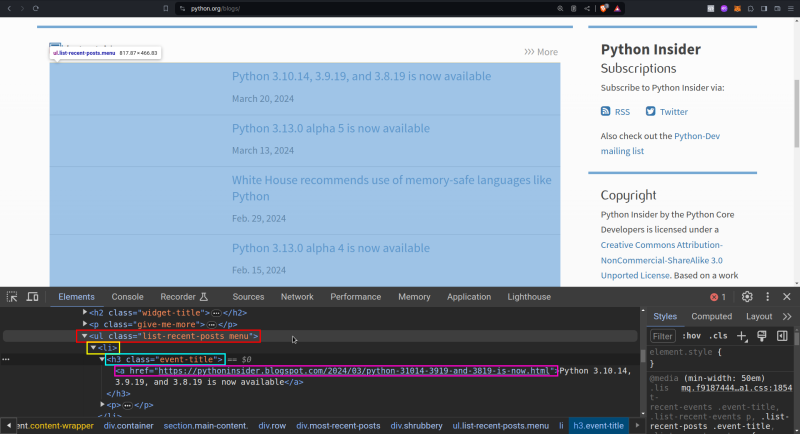 python.org/blogs/
ul.list-recent-posts.menu 817.87×466.83
>>> More
Python 3.10.14, 3.9.19, and 3.8.19 is now available
March 20, 2024
Python 3.13.0 alpha 5 is now available
March 13, 2024
White House recommends use of memory-safe languages like
Python
Feb. 29, 2024
Python 3.13.0 alpha 4 is now available
Feb. 15, 2024
Python Insider
Subscriptions
Subscribe to Python Insider via:
RSS Twitter
Also check out the Python-Dev
mailing list
Copyright
Python Insider by the Python Core
Developers is licensed under a
Creative Commons Attribution-
NonCommercial-ShareAlike 3.0
Unported License. Based on a work
Elements Console Recorder Sources Network Performance Memory Application Lighthouse 1
<h2 class="widget-title"> ... </h2>
<p class="give-me-more"> ... </p>
<ul class="list-recent-posts menu">
<li>
<h3 class="event-title"> == $0
<a href="https://pythoninsider.blogspot.com/2024/03/python-31014-3919-and-3819-is-now.html">Python 3.10.14,
3.9.19, and 3.8.19 is now available</a>
</h3>
<p> ... </p>
</li>
ent.content-wrapper div.container section.main-content. div.row div.most-recent-posts div.shrubbery ul.list-recent-posts.menu li h3.event-title
Styles Computed Layout
Filter :hov .cls
element.style {
}
@media (min-width: 50em)
.lis mq.f9187444…a1.css:1854
t-
recent-events .event-title,
.list-recent-events p, .list-
recent-posts .event-title,